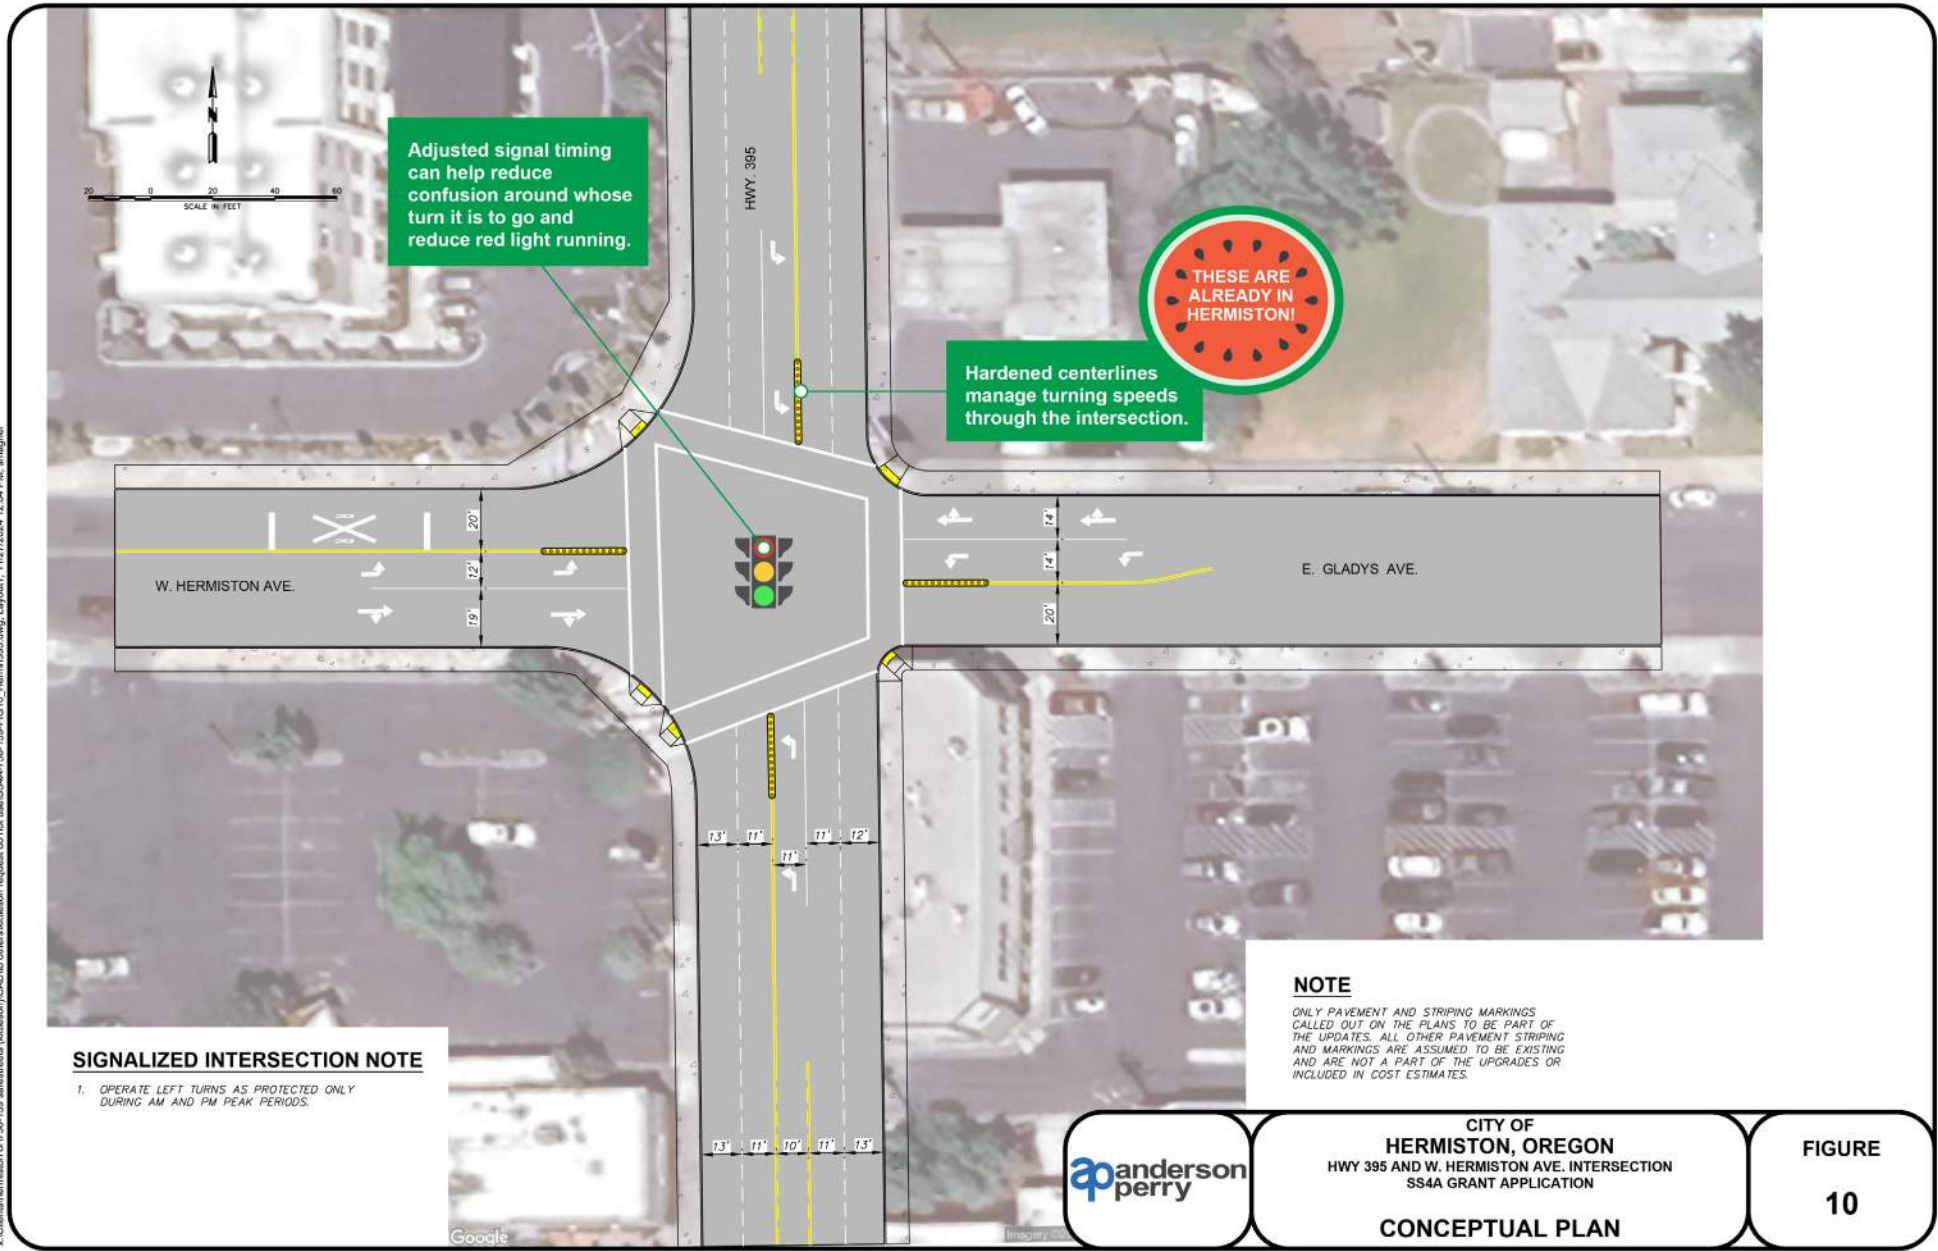 20 0 20 40 60
SCALE IN FEET
N
Adjusted signal timing
can help reduce
confusion around whose
turn it is to go and
reduce red light running.
HWY. 395
THESE ARE
ALREADY IN
HERMISTON!
Hardened centerlines
manage turning speeds
through the intersection.
20'
12'
19'
W. HERMISTON AVE.
RR
14'
14'
20'
E. GLADYS AVE.
13' 11' 11' 12'
11'
13' 11' 10' 11' 13'
SIGNALIZED INTERSECTION NOTE
1. OPERATE LEFT TURNS AS PROTECTED ONLY
DURING AM AND PM PEAK PERIODS.
NOTE
ONLY PAVEMENT AND STRIPING MARKINGS
CALLED OUT ON THE PLANS TO BE PART OF
THE UPDATES. ALL OTHER PAVEMENT STRIPING
AND MARKINGS ARE ASSUMED TO BE EXISTING
AND ARE NOT A PART OF THE UPGRADES OR
INCLUDED IN COST ESTIMATES.
Google
Imagery
ap anderson
perry
CITY OF
HERMISTON, OREGON
HWY 395 AND W. HERMISTON AVE. INTERSECTION
SS4A GRANT APPLICATION
CONCEPTUAL PLAN
FIGURE
10